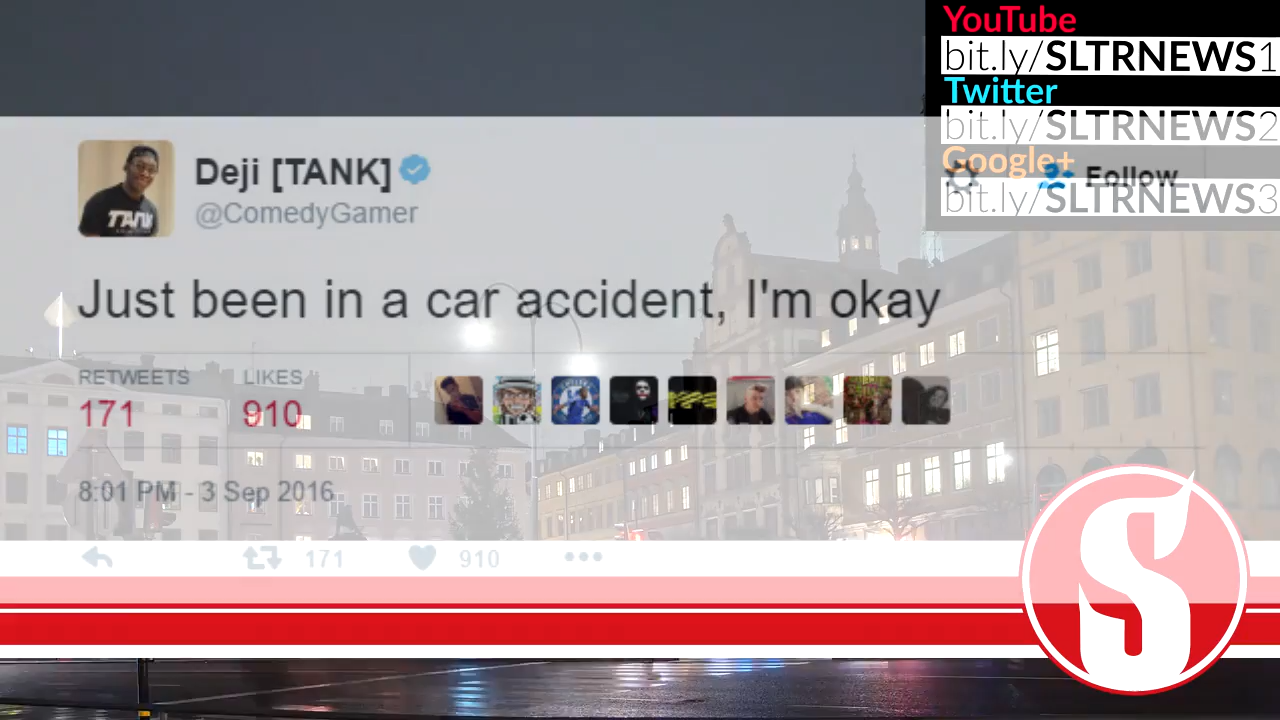 YouTube
bit.ly/SLTRNEWS1
Twitter
bit.ly/SLTRNEWS2
Google+
bit.ly/SLTRNEWS3
Deji [TANK]
@ComedyGamer
Follow
TANK
Just been in a car accident, I'm okay
RETWEETS LIKES
171 910
8:01 PM - 3 Sep 2016
171 910
S